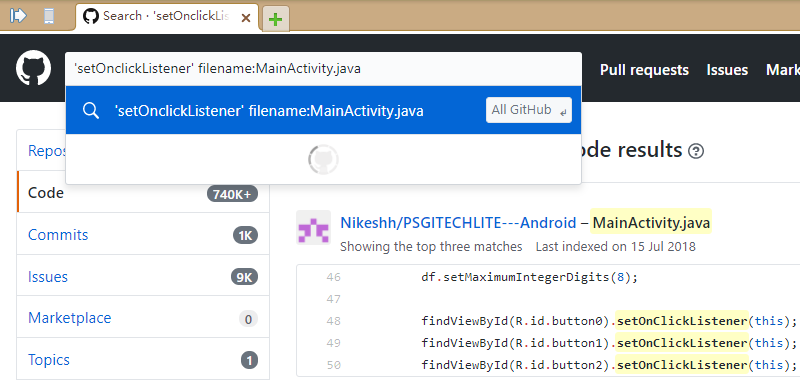 Search · 'setOnclickLis
'setOnclickListener' filename:MainActivity.java
Pull requests Issues Mark
'setOnclickListener' filename:MainActivity.java All GitHub
Repos
ode results
Code 740K+
Commits 1K
Issues 9K
Marketplace 0
Topics 1
Nikeshh/PSGITECHLITE---Android – MainActivity.java
Showing the top three matches Last indexed on 15 Jul 2018
46 df.setMaximumIntegerDigits(8);
47
48 findViewById(R.id.button0).setOnClickListener(this);
49 findViewById(R.id.button1).setOnClickListener(this);
50 findViewById(R.id.button2).setOnClickListener(this);